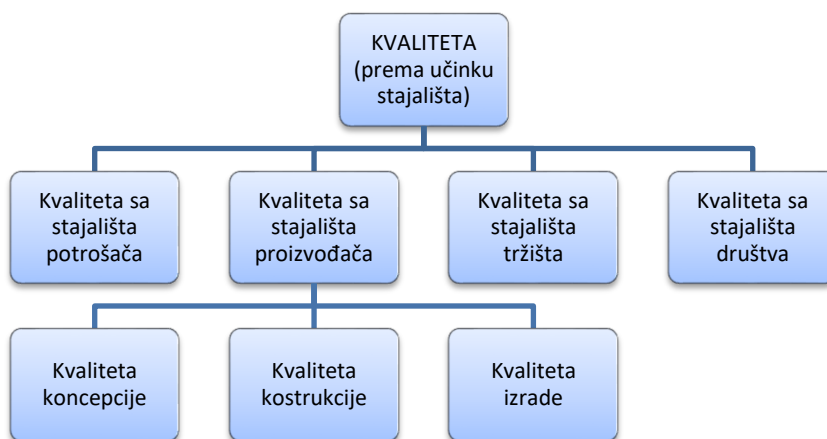 KVALITETA
(prema učinku
stajališta)
Kvaliteta sa
stajališta
potrošača
Kvaliteta sa
stajališta
proizvođača
Kvaliteta sa
stajališta
tržišta
Kvaliteta sa
stajališta
društva
Kvaliteta
koncepcije
Kvaliteta
kostrukcije
Kvaliteta
izrade